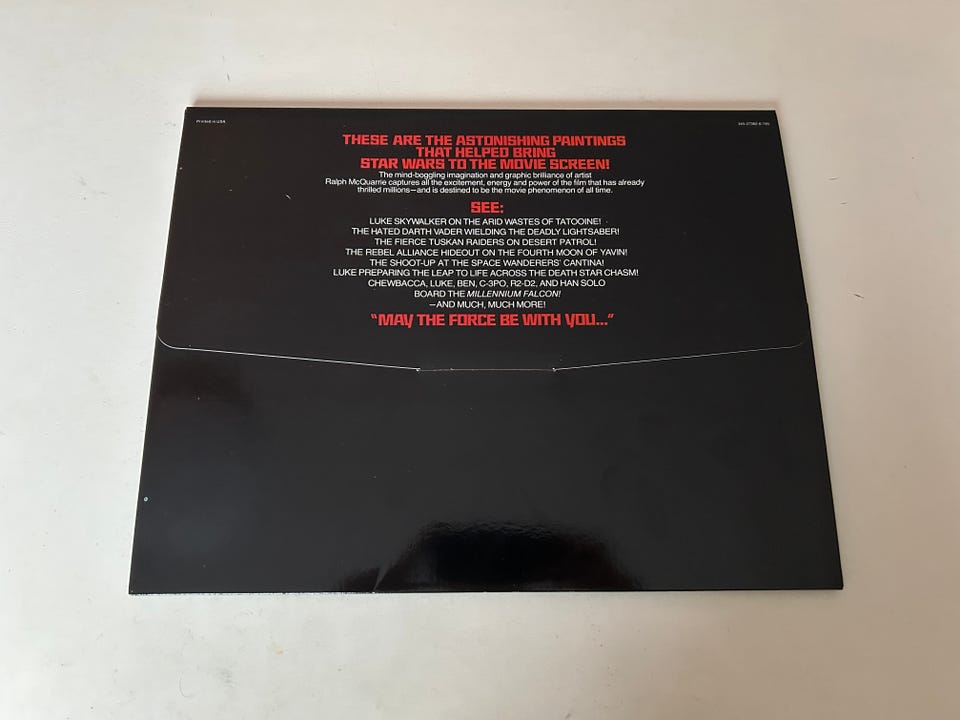 Printed in USA
THESE ARE THE ASTONISHING PAINTINGS
THAT HELPED BRING
STAR WARS TO THE MOVIE SCREEN!
The mind-boggling imagination and graphic brilliance of artist
Ralph McQuarrie captures all the excitement, energy and power of the film that has already
thrilled millions—and is destined to be the movie phenomenon of all time.
SEE:
LUKE SKYWALKER ON THE ARID WASTES OF TATOOINE!
THE HATED DARTH VADER WIELDING THE DEADLY LIGHTSABER!
THE FIERCE TUSKAN RAIDERS ON DESERT PATROL!
THE REBEL ALLIANCE HIDEOUT ON THE FOURTH MOON OF YAVIN!
THE SHOOT-UP AT THE SPACE WANDERERS' CANTINA!
LUKE PREPARING THE LEAP TO LIFE ACROSS THE DEATH STAR CHASM!
CHEWBACCA, LUKE, BEN, C-3PO, R2-D2, AND HAN SOLO
BOARD THE MILLENNIUM FALCON!
—AND MUCH, MUCH MORE!
"MAY THE FORCE BE WITH YOU..."